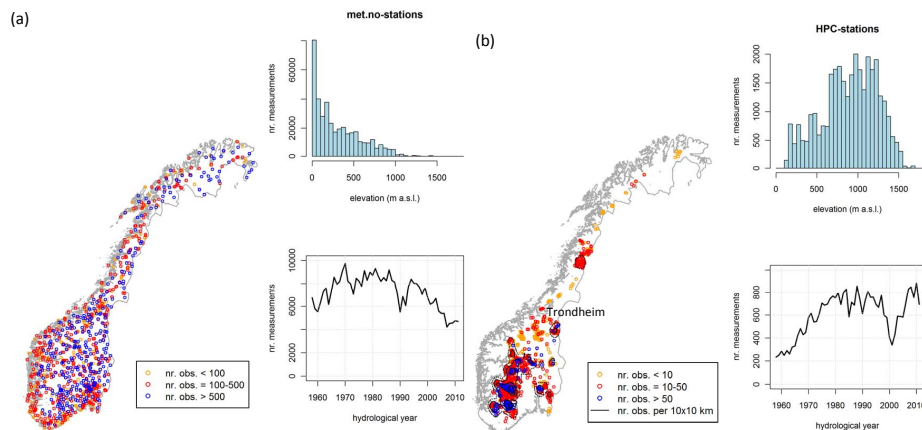 (a)
met.no-stations
nr. measurements
0
20000
60000
0
500
1000
1500
elevation (m a.s.l.)
nr. measurements
0
2000
6000
10000
1960
1970
1980
1990
2000
2010
hydrological year
nr. obs. < 100
nr. obs. = 100-500
nr. obs. > 500
(b)
HPC-stations
nr. measurements
0
500
1000
1500
2000
0
500
1000
1500
elevation (m a.s.l.)
Trondheim
nr. measurements
0
200
400
600
800
1960
1970
1980
1990
2000
2010
hydrological year
nr. obs. < 10
nr. obs. = 10-50
nr. obs. > 50
nr. obs. per 10x10 km